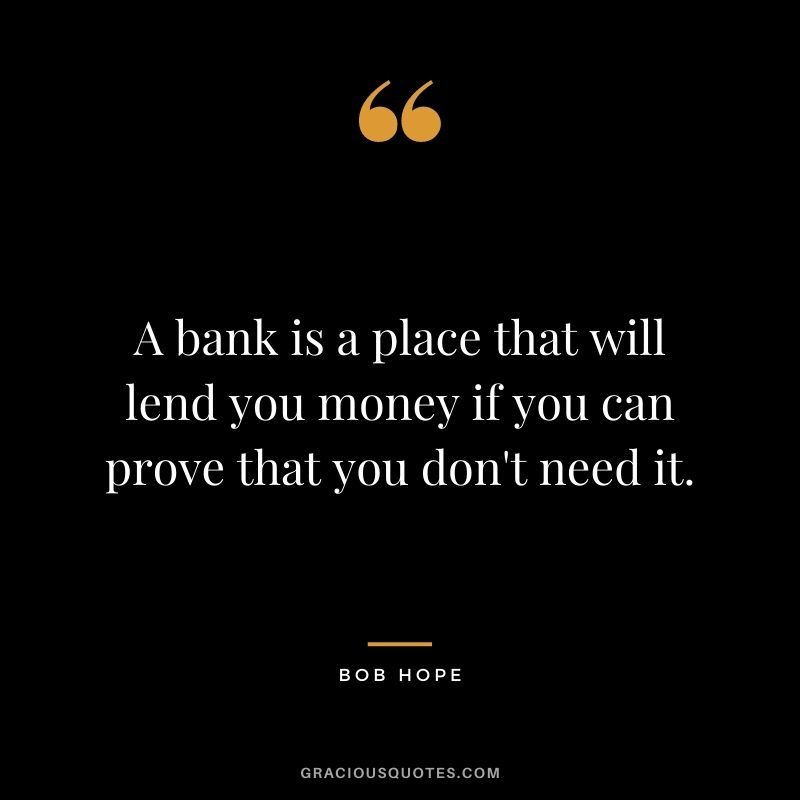 ❝
A bank is a place that will
lend you money if you can
prove that you don't need it.
BOB HOPE
GRACIOUSQUOTES.COM